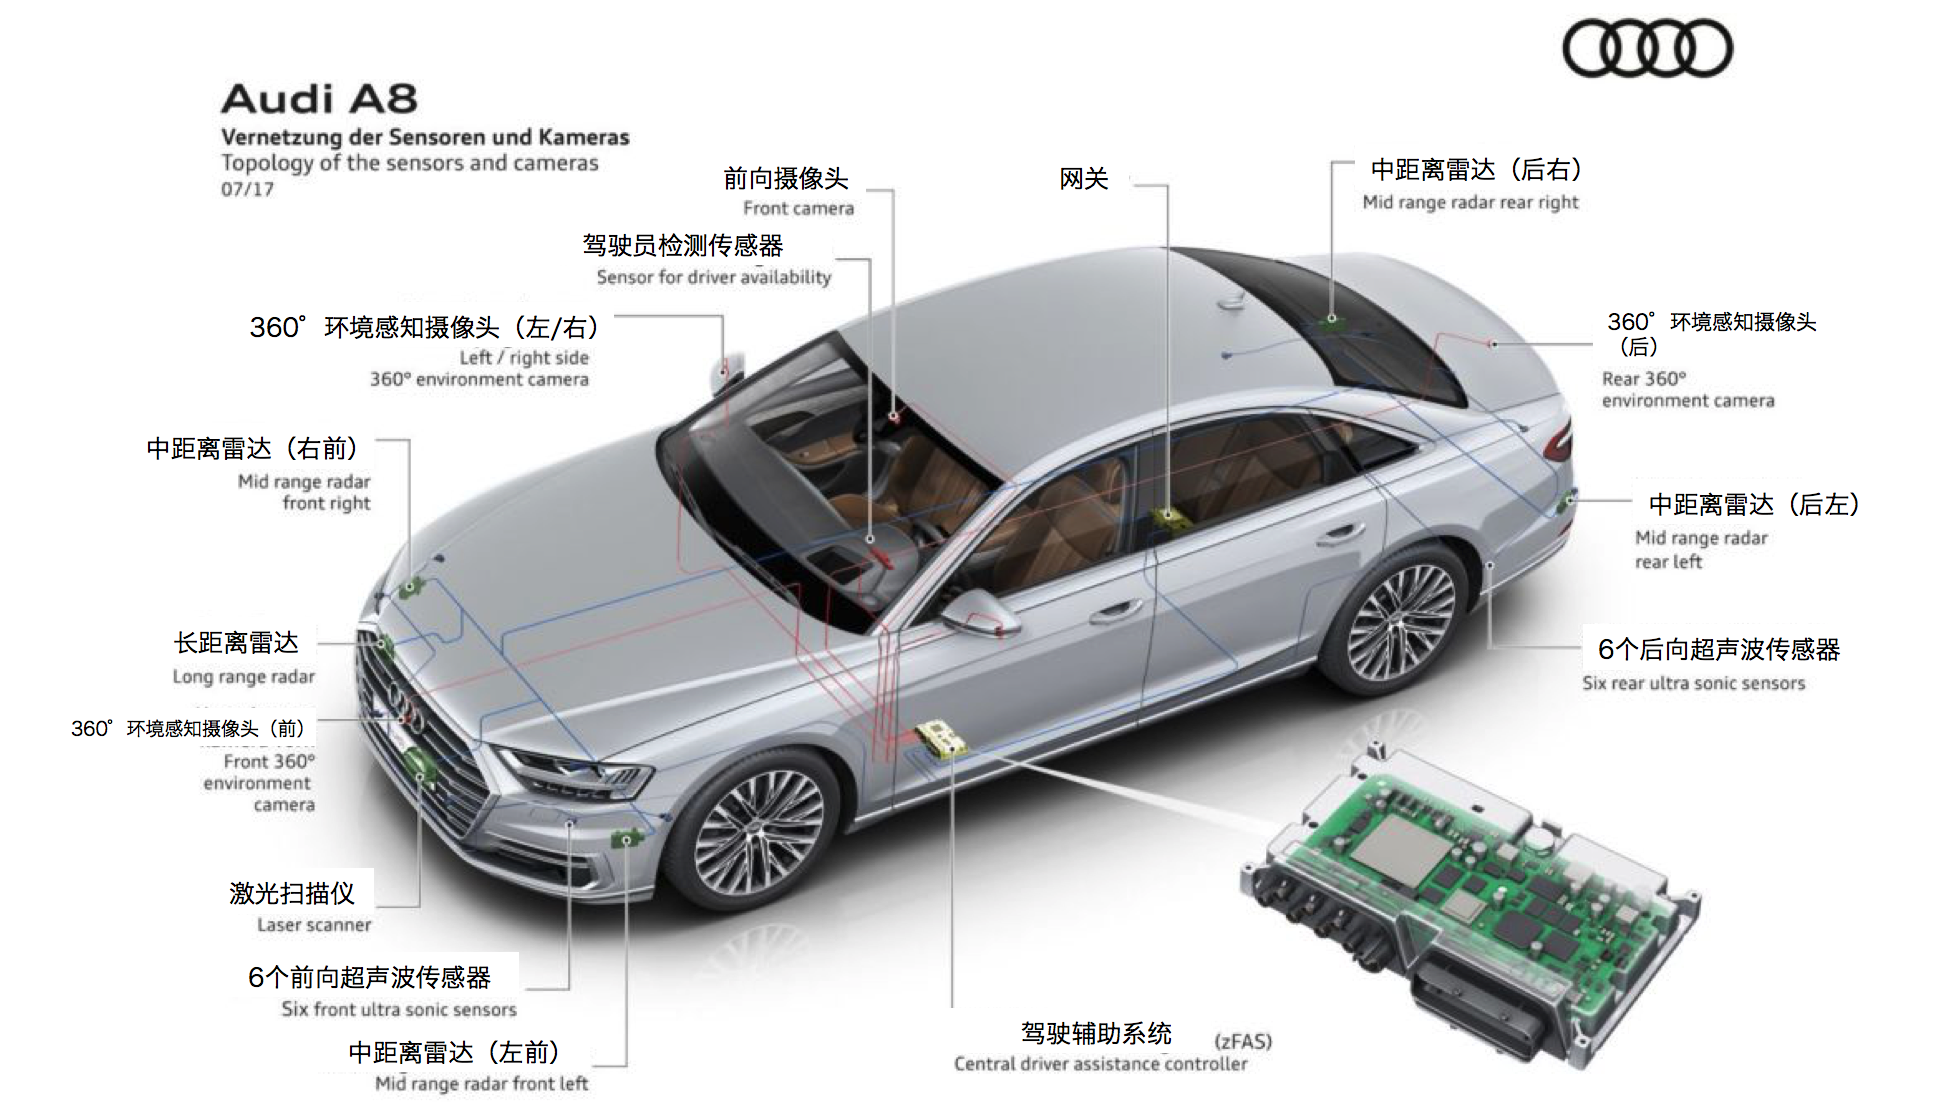 Audi A8
Vernetzung der Sensoren und Kameras
Topology of the sensors and cameras
07/17
前向摄像头
Front camera
网关
中距离雷达（后右）
Mid range radar rear right
驾驶员检测传感器
Sensor for driver availability
360°环境感知摄像头（左/右）
Left / right side
360° environment camera
360°环境感知摄像头
（后）
Rear 360°
environment camera
中距离雷达（右前）
Mid range radar
front right
中距离雷达（后左）
Mid range radar
rear left
长距离雷达
Long range radar
6个后向超声波传感器
Six rear ultra sonic sensors
360°环境感知摄像头（前）
Front 360°
environment
camera
激光扫描仪
Laser scanner
6个前向超声波传感器
Six front ultra sonic sensors
中距离雷达（左前）
Mid range radar front left
驾驶辅助系统 (zFAS)
Central driver assistance controller